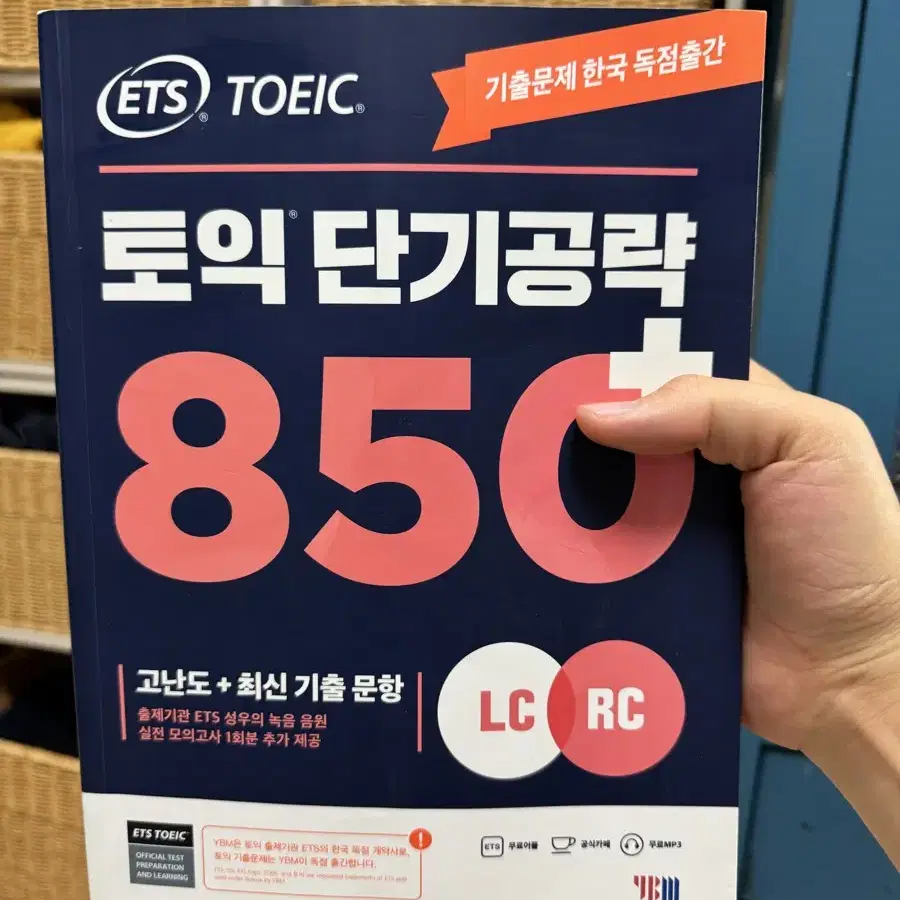 ETS® TOEIC®
기출문제 한국 독점출간
토익® 단기공략
850+
고난도 + 최신 기출 문항
출제기관 ETS 성우의 녹음 음원
실전 모의고사 1회분 추가 제공
LC RC
ETS TOEIC
OFFICIAL TEST
PREPARATION
AND LEARNING
YBM은 토익 출제기관 ETS의 한국 독점 계약사로,
토익 기출문제는 YBM이 독점 출간합니다.
!
ETS 무료어플
공식카페
무료MP3
YBM